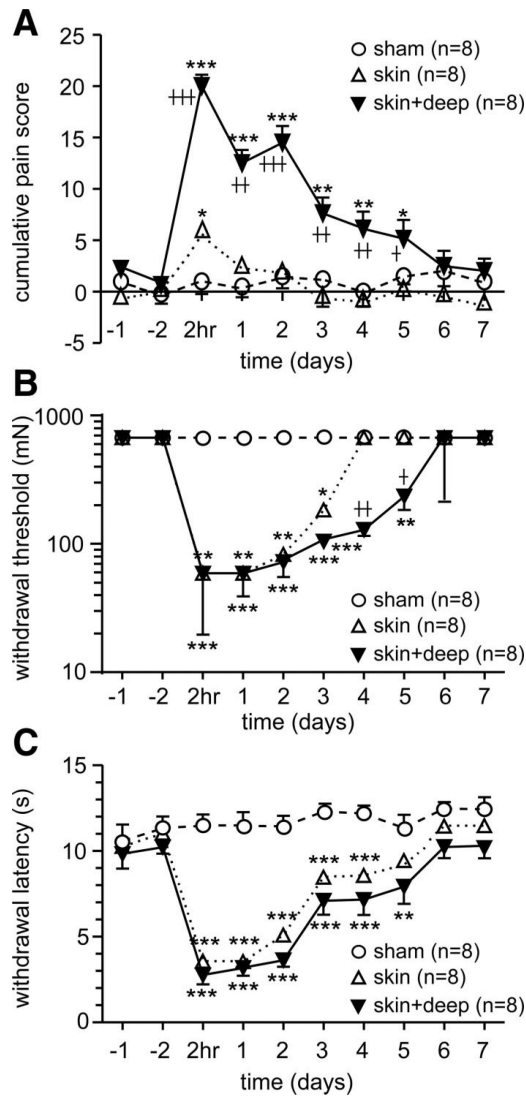 A
25
20
15
10
5
0
-5
cumulative pain score
sham (n=8)
skin (n=8)
skin+deep (n=8)
***
‡‡‡
***
‡‡
***
‡‡‡
**
‡‡
**
‡‡
*
†
*
-1 -2 2hr 1 2 3 4 5 6 7
time (days)
B
1000
100
10
withdrawal threshold (mN)
*
‡‡
†
** ** **
*** *** *** *** *** **
sham (n=8)
skin (n=8)
skin+deep (n=8)
-1 -2 2hr 1 2 3 4 5 6 7
time (days)
C
15
10
5
0
withdrawal latency (s)
*** *** *** *** ***
*** *** *** *** *** **
sham (n=8)
skin (n=8)
skin+deep (n=8)
-1 -2 2hr 1 2 3 4 5 6 7
time (days)